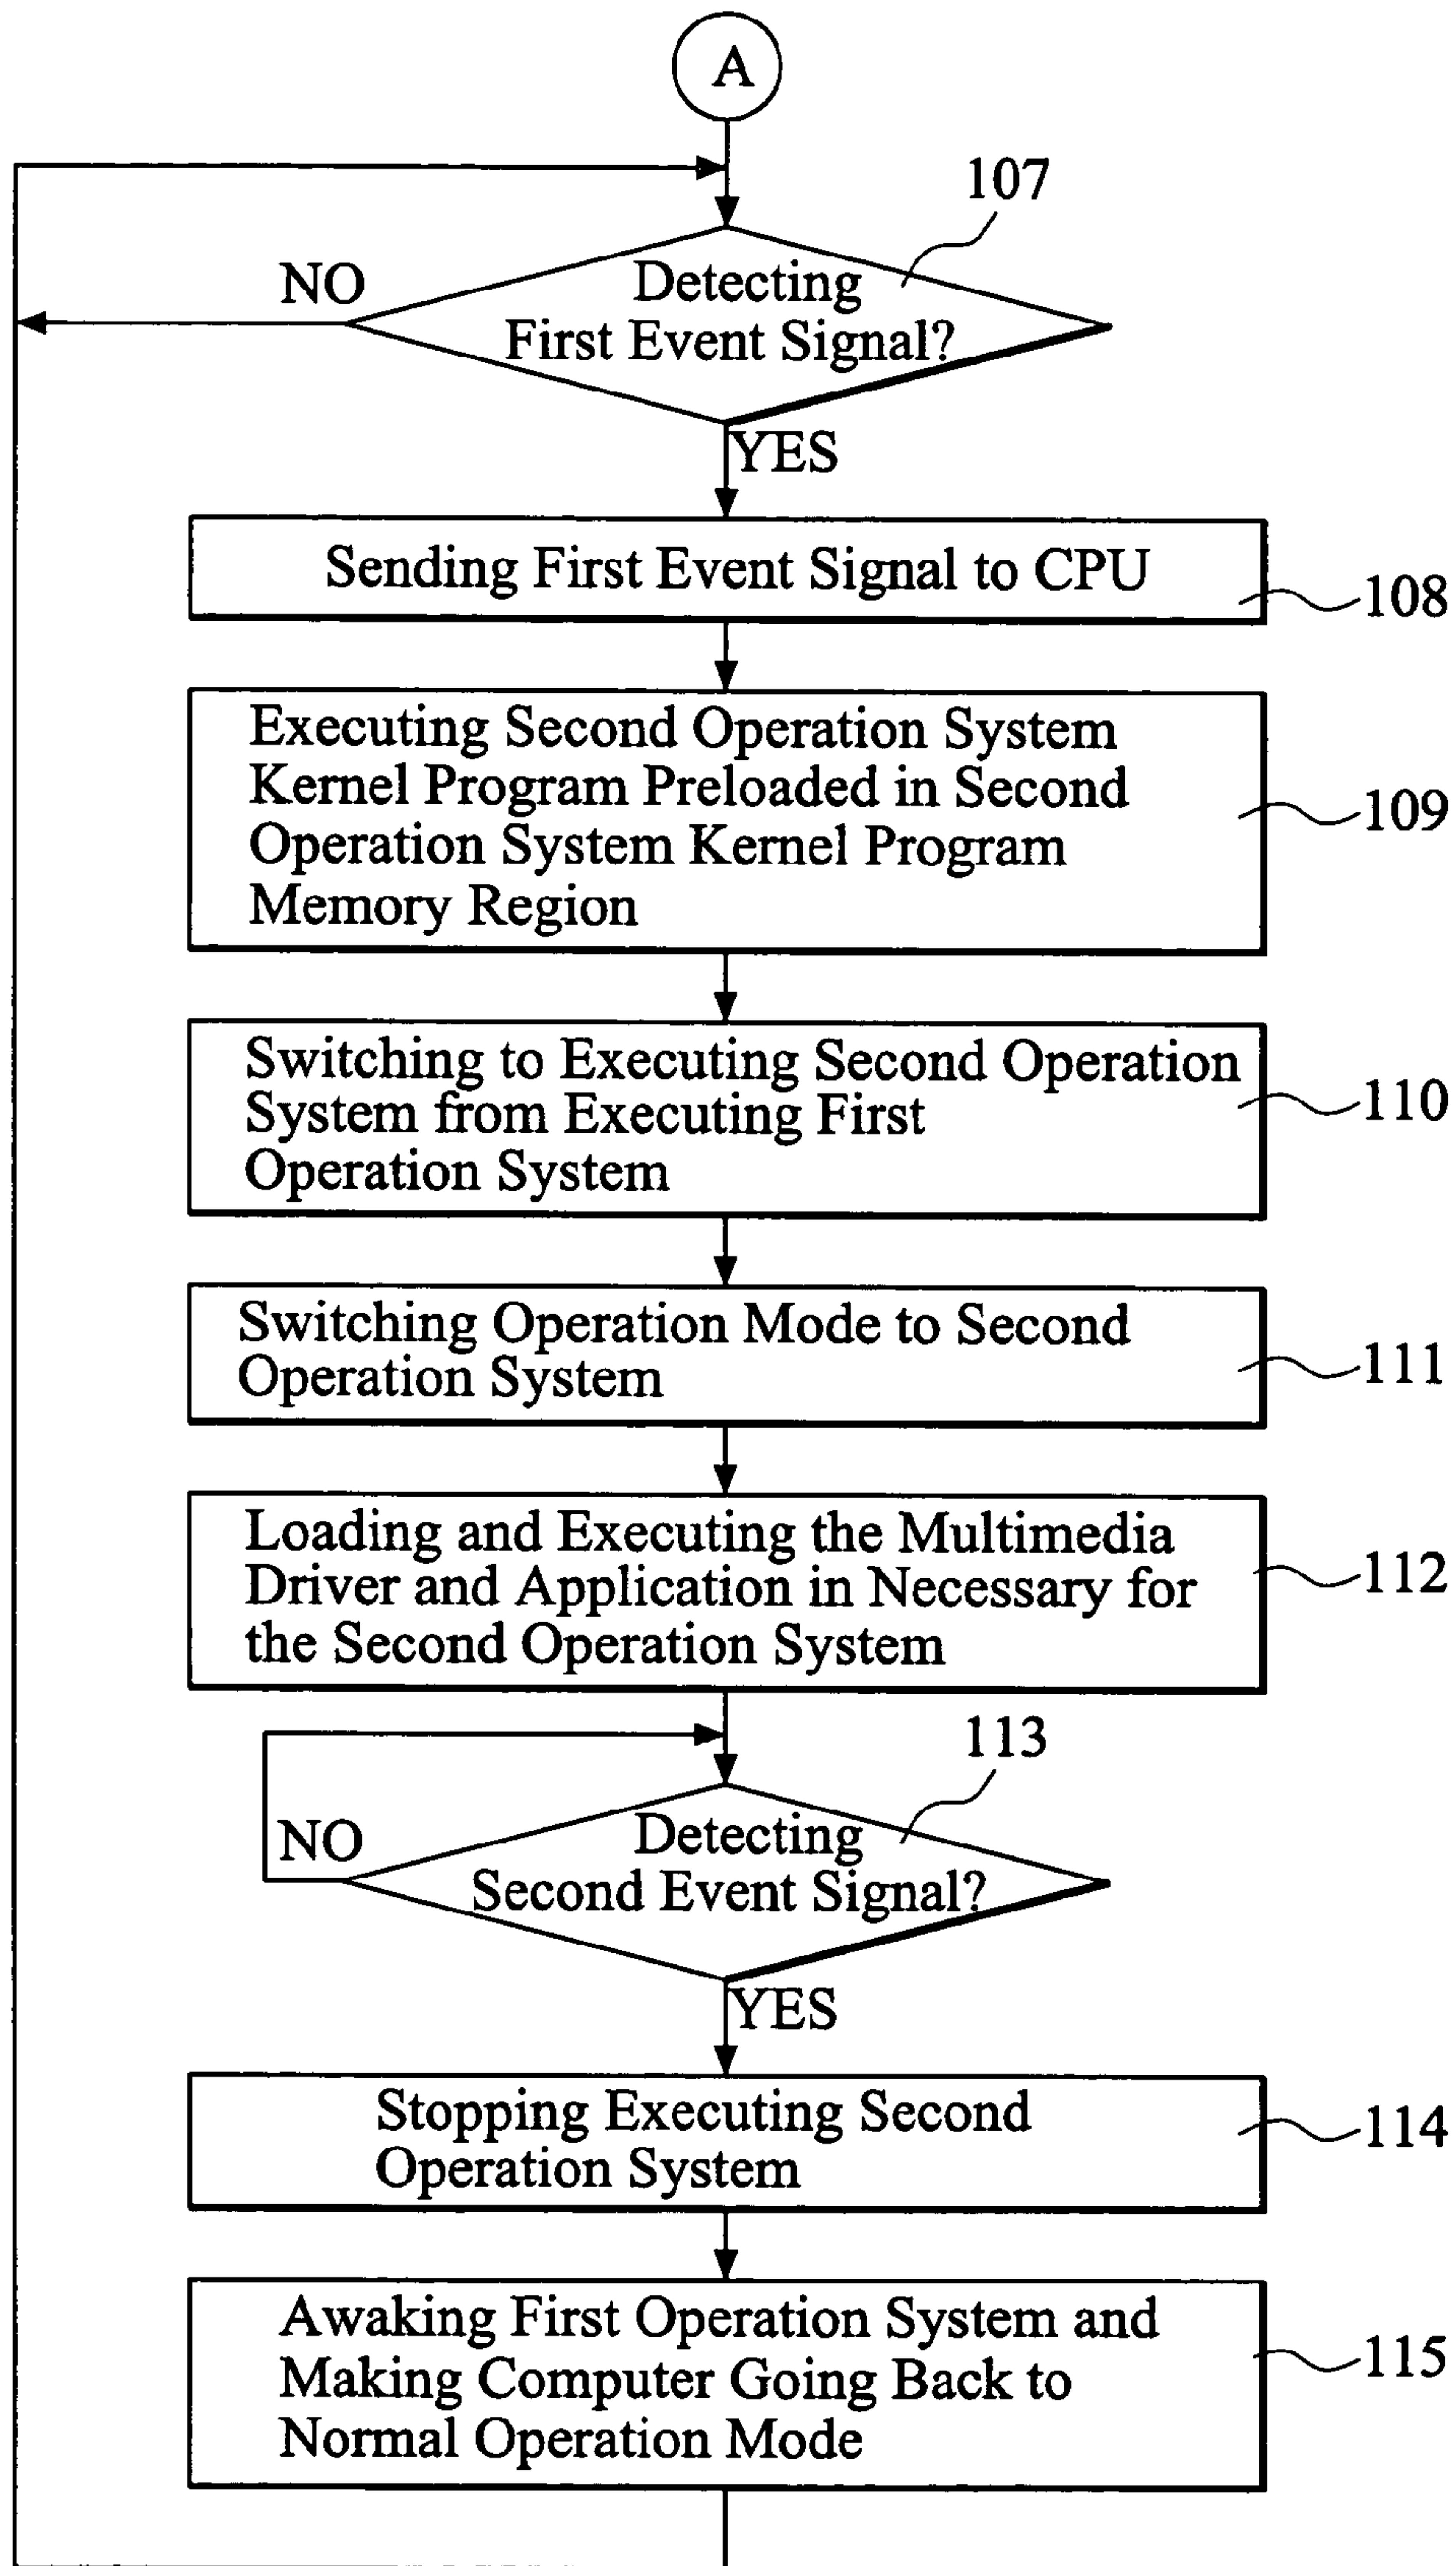 A
107
NO
Detecting
First Event Signal?
YES
Sending First Event Signal to CPU
108
Executing Second Operation System
Kernel Program Preloaded in Second
Operation System Kernel Program
Memory Region
109
Switching to Executing Second Operation
System from Executing First
Operation System
110
Switching Operation Mode to Second
Operation System
111
Loading and Executing the Multimedia
Driver and Application in Necessary for
the Second Operation System
112
113
NO
Detecting
Second Event Signal?
YES
Stopping Executing Second
Operation System
114
Awaking First Operation System and
Making Computer Going Back to
Normal Operation Mode
115